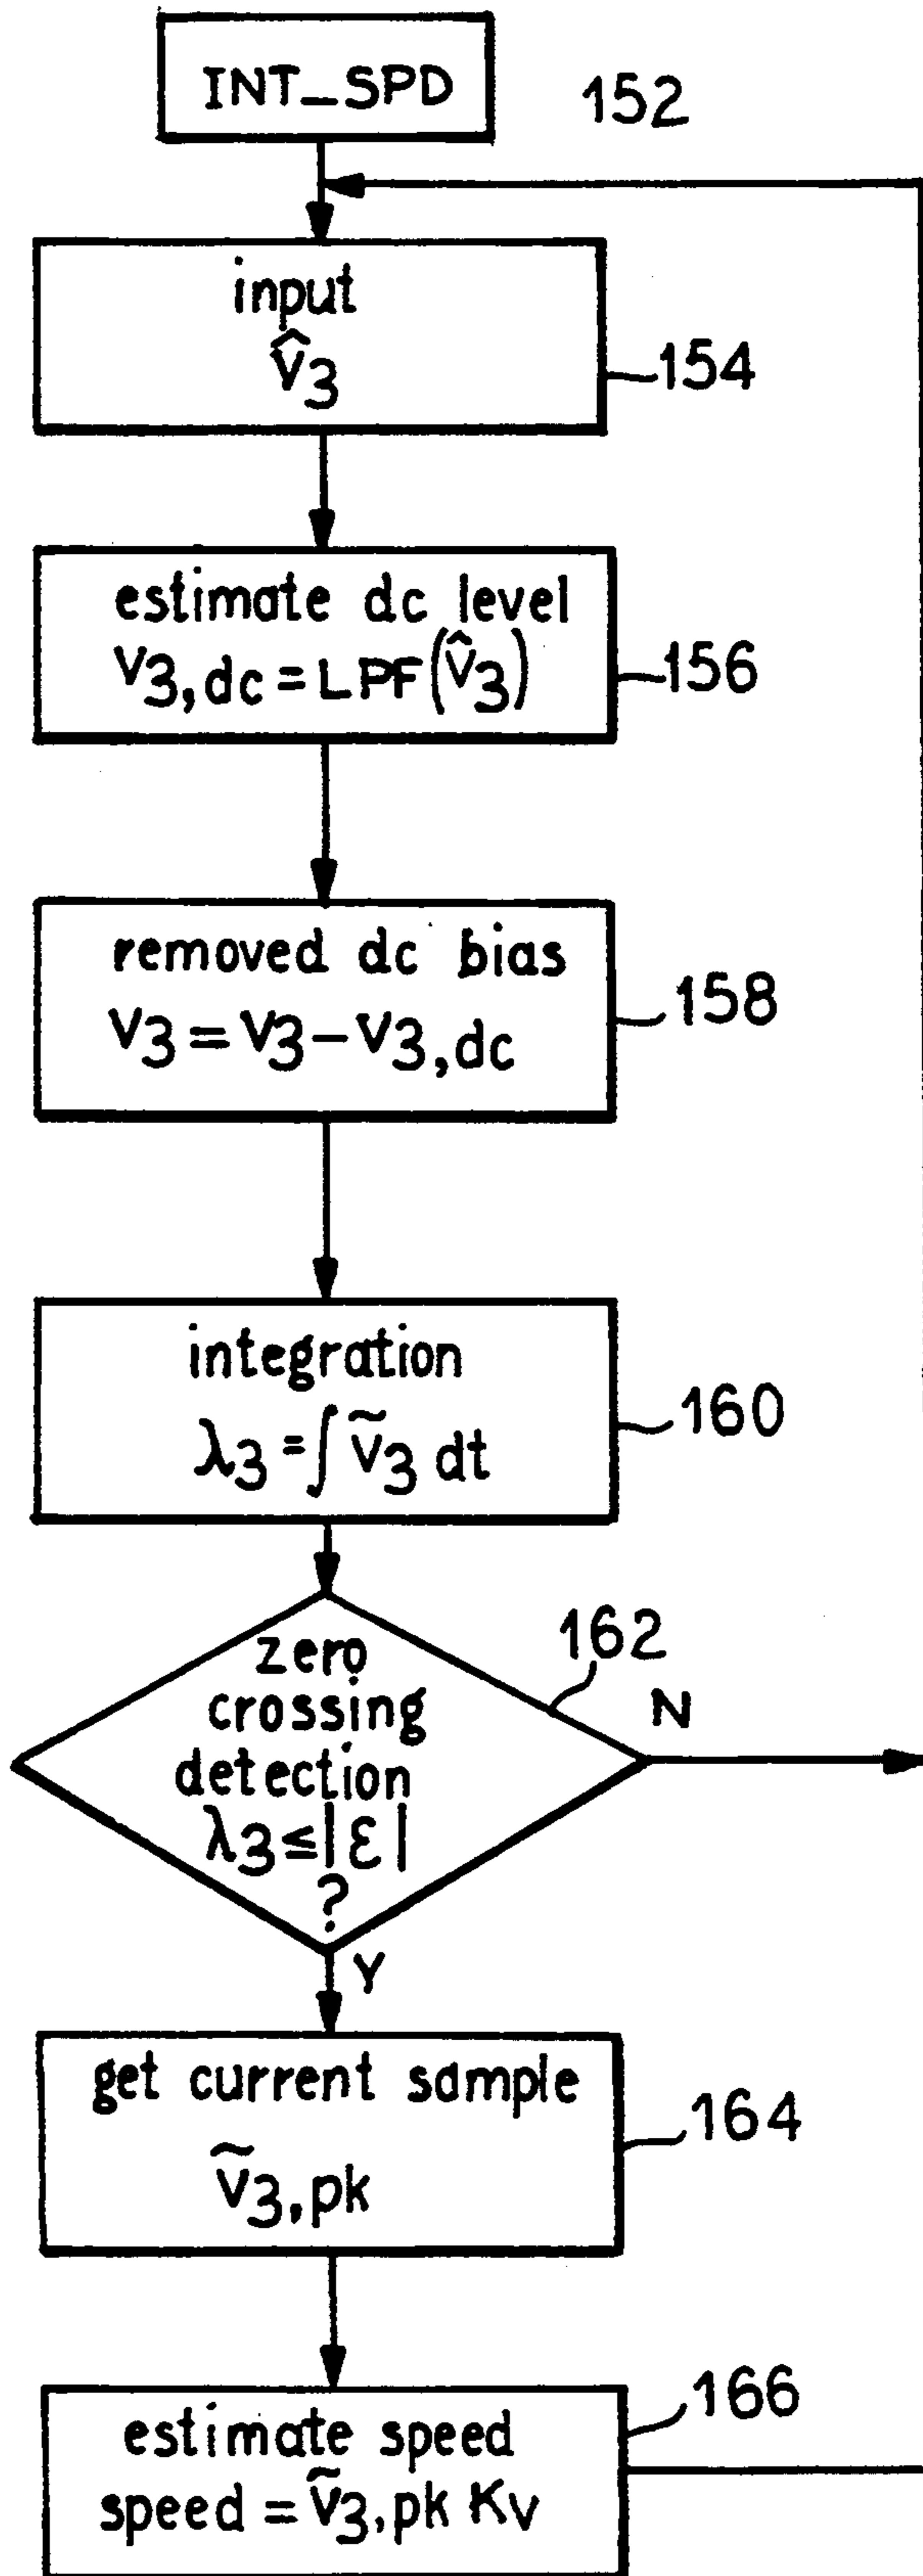 INT_SPD
152
input
v̂3
154
estimate dc level
v3,dc = LPF(v̂3)
156
removed dc bias
v3 = v3 - v3,dc
158
integration
λ3 = ∫ ṽ3 dt
160
zero
crossing
detection
λ3 ≤ |ε|
?
162
N
Y
get current sample
ṽ3,pk
164
estimate speed
speed = ṽ3,pk Kv
166